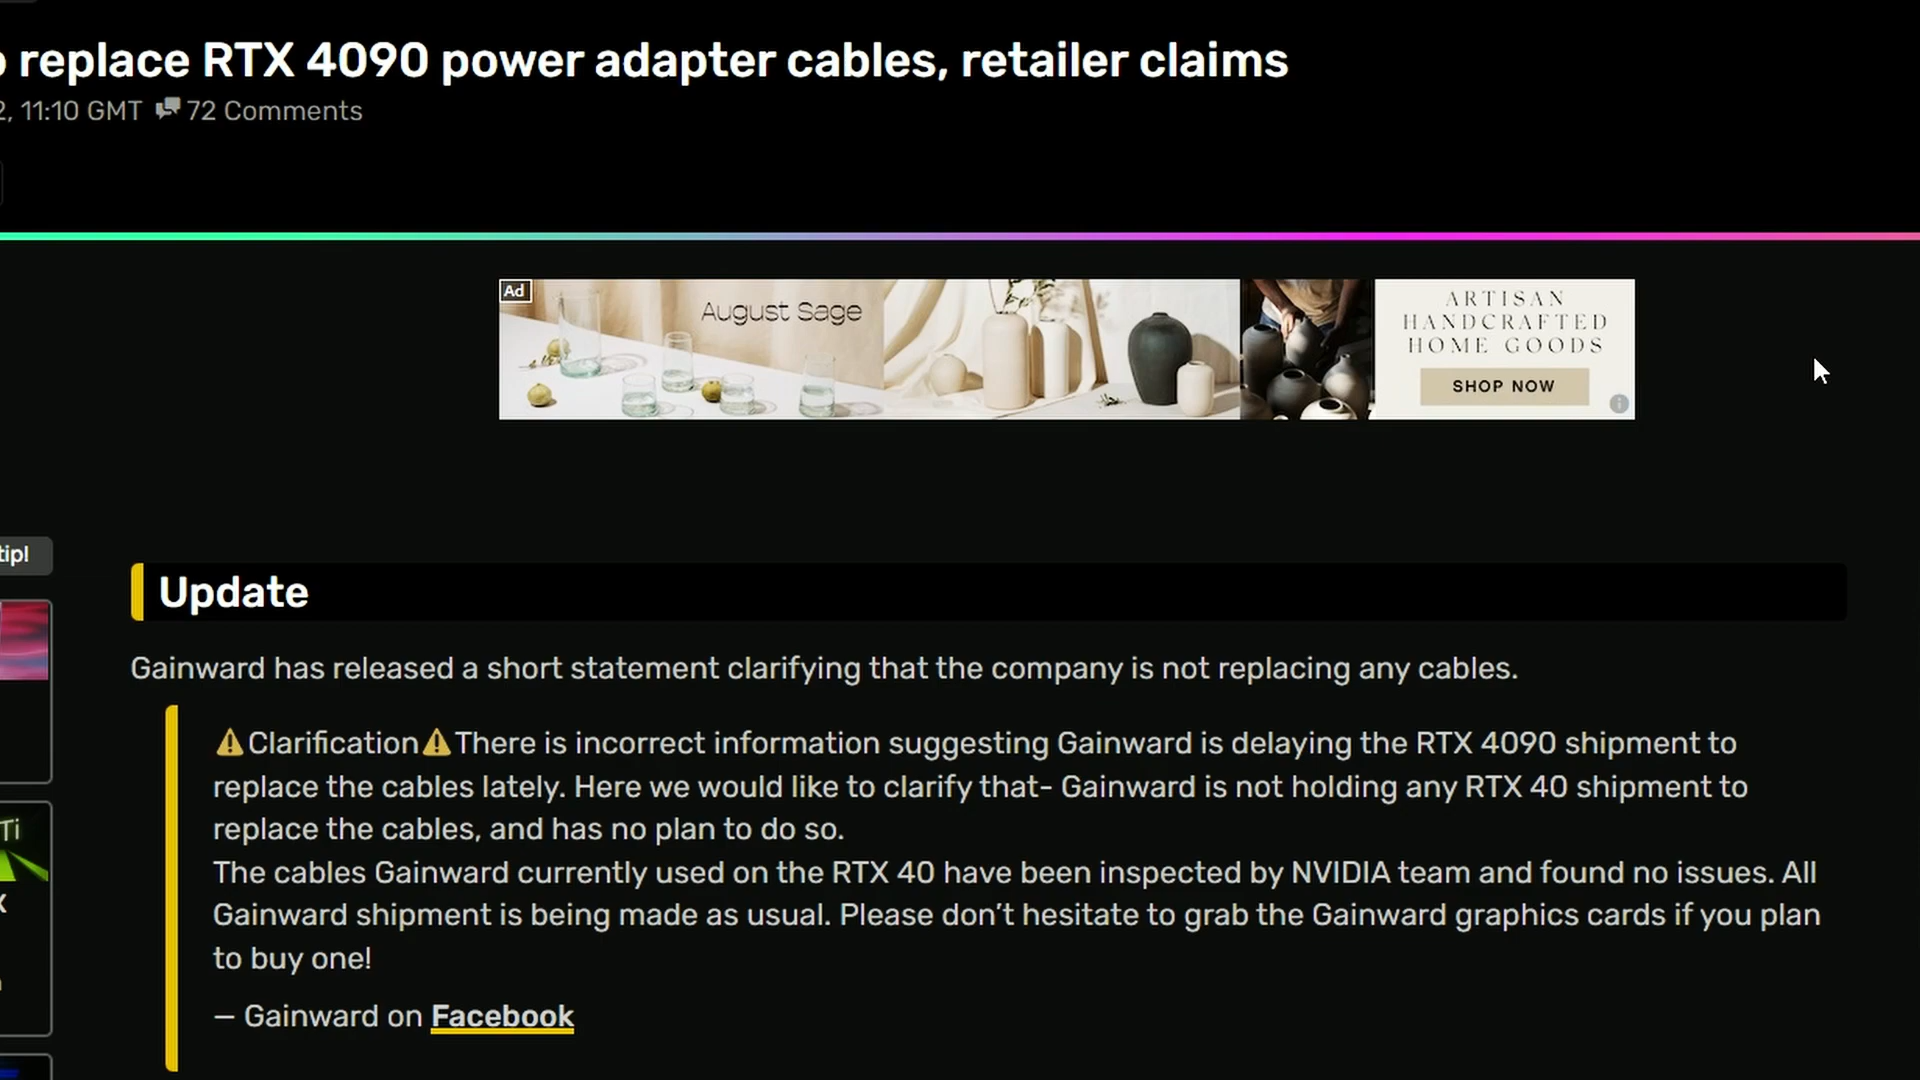 replace RTX 4090 power adapter cables, retailer claims
2, 11:10 GMT 72 Comments
Ad
August Sage
ARTISAN
HANDCRAFTED
HOME GOODS
SHOP NOW
tip!
Update
Gainward has released a short statement clarifying that the company is not replacing any cables.
⚠Clarification⚠There is incorrect information suggesting Gainward is delaying the RTX 4090 shipment to
replace the cables lately. Here we would like to clarify that- Gainward is not holding any RTX 40 shipment to
replace the cables, and has no plan to do so.
Ti
The cables Gainward currently used on the RTX 40 have been inspected by NVIDIA team and found no issues. All
Gainward shipment is being made as usual. Please don't hesitate to grab the Gainward graphics cards if you plan
to buy one!
— Gainward on Facebook